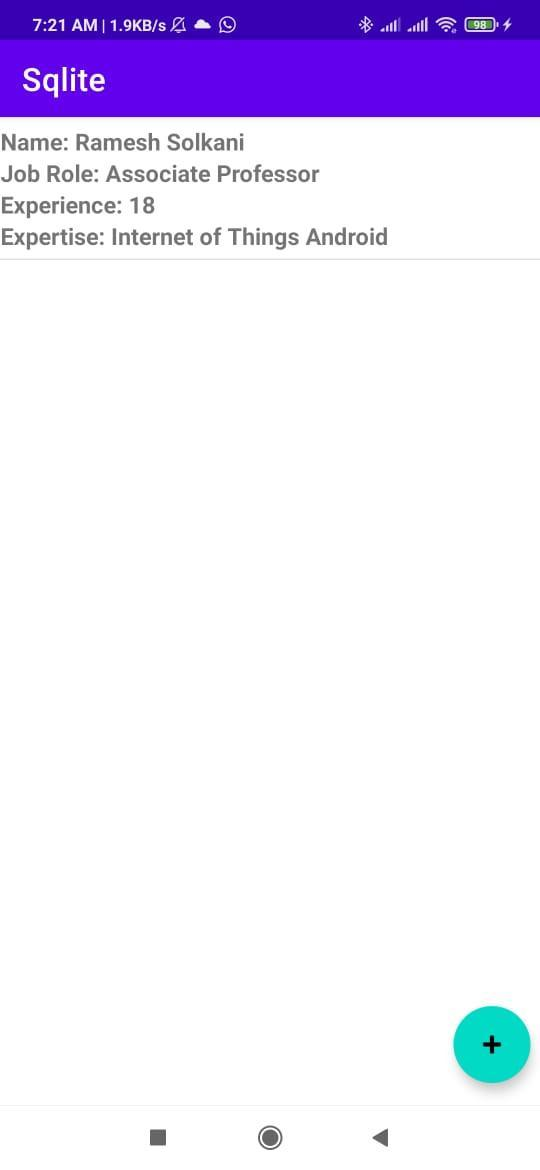 7:21 AM | 1.9KB/s 98
Sqlite
Name: Ramesh Solkani
Job Role: Associate Professor
Experience: 18
Expertise: Internet of Things Android
+